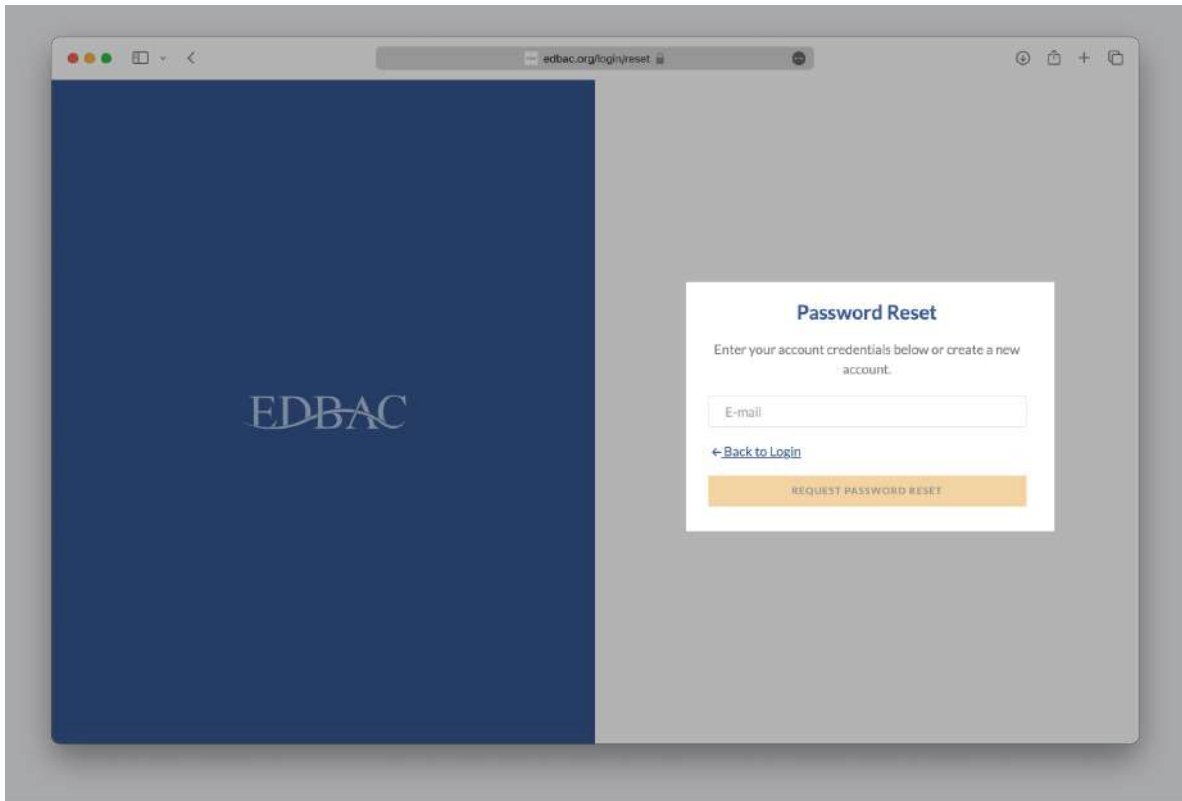 edbac.org/login/reset
EDBAC
Password Reset
Enter your account credentials below or create a new
account.
E-mail
← Back to Login
REQUEST PASSWORD RESET